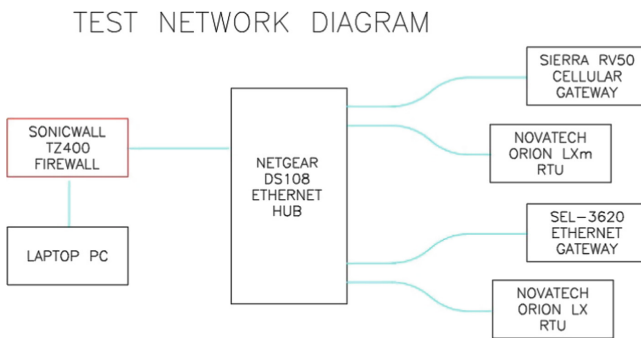 TEST NETWORK DIAGRAM
SIERRA RV50
CELLULAR
GATEWAY
SONICWALL
TZ400
FIREWALL
NETGEAR
DS108
ETHERNET
HUB
NOVATECH
ORION LXm
RTU
LAPTOP PC
SEL-3620
ETHERNET
GATEWAY
NOVATECH
ORION LX
RTU